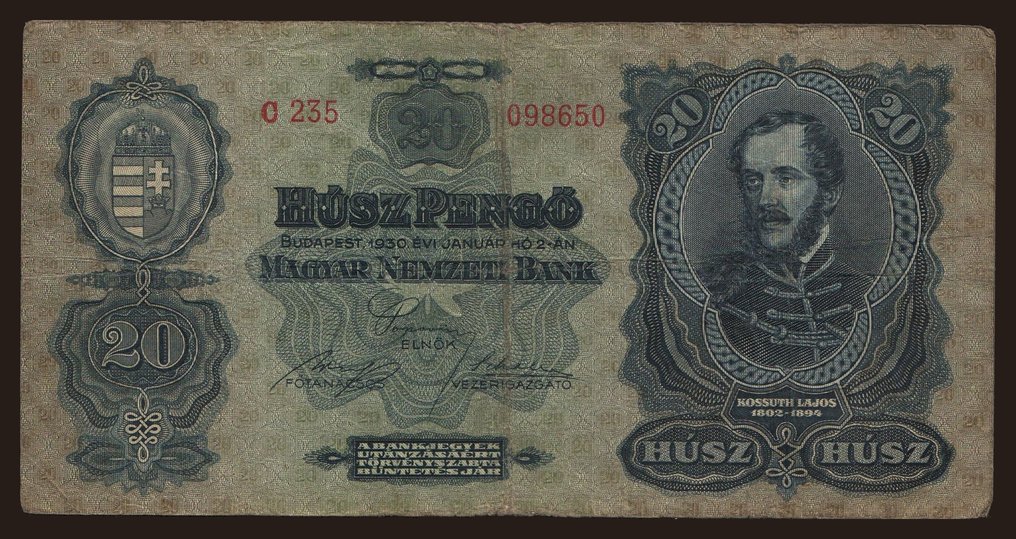 C 235
098650
20
20
20
HÚSZ PENGŐ
BUDAPEST, 1930. ÉVI JANUÁR HÓ 2-ÁN
MAGYAR NEMZETI BANK
ELNÖK
FŐTANÁCSOS
VEZÉRIGAZGATÓ
20
A BANKJEGYEK
UTÁNZÁSÁÉRT
TÖRVÉNYSZABTA
BÜNTETÉS JÁR
KOSSUTH LAJOS
1802-1894
HÚSZ
HÚSZ